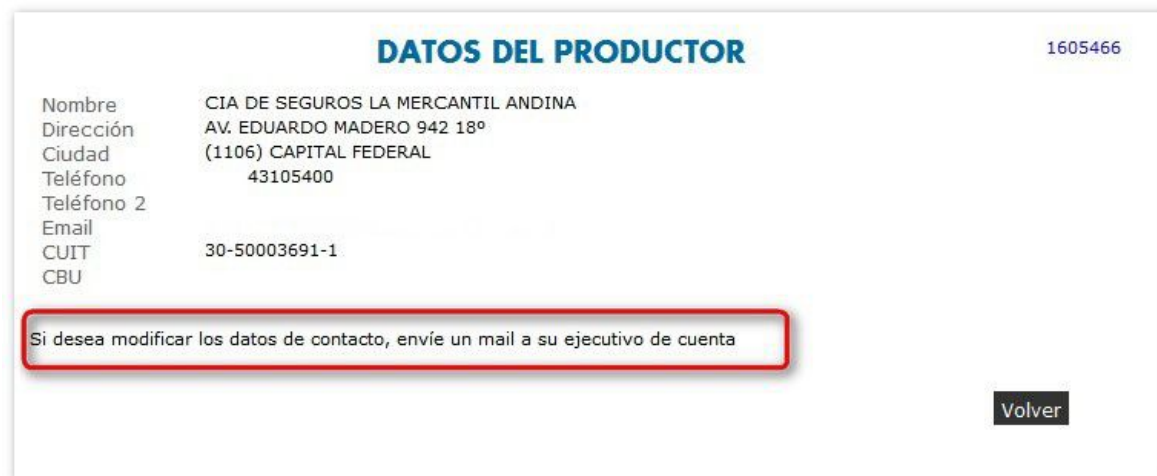 DATOS DEL PRODUCTOR 1605466
Nombre CIA DE SEGUROS LA MERCANTIL ANDINA
Dirección AV. EDUARDO MADERO 942 18º
Ciudad (1106) CAPITAL FEDERAL
Teléfono 43105400
Teléfono 2
Email
CUIT 30-50003691-1
CBU
Si desea modificar los datos de contacto, envíe un mail a su ejecutivo de cuenta
Volver